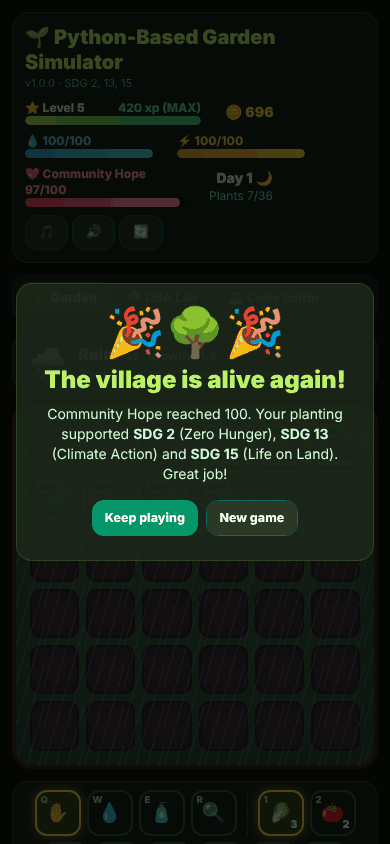 Python-Based Garden
Simulator
v1.0.0 · SDG 2, 13, 15
Level 5 420 xp (MAX) 696
100/100 100/100
Community Hope
97/100
Day 1
Plants 7/36
Garden Code Editor
The village is alive again!
Community Hope reached 100. Your planting
supported SDG 2 (Zero Hunger), SDG 13
(Climate Action) and SDG 15 (Life on Land).
Great job!
Keep playing New game
Q W E R 1 2
3 2